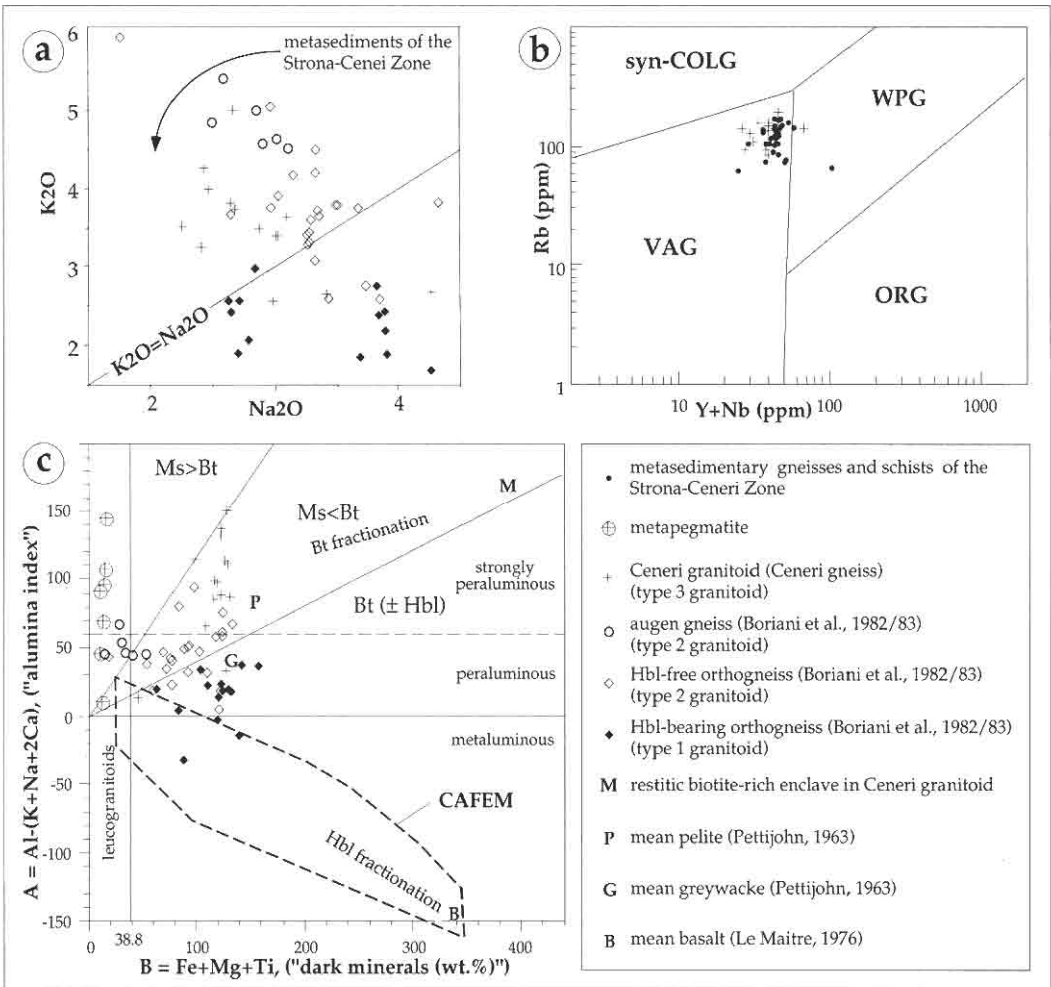 a
metasediments of the
Strona-Cenei Zone
K2O
6
5
4
3
2
K2O=Na2O
2
4
Na2O
b
syn-COLG
WPG
VAG
ORG
Rb (ppm)
100
10
1
10
100
1000
Y+Nb (ppm)
c
Ms>Bt
Ms<Bt
M
Bt fractionation
strongly
peraluminous
P
Bt (± Hbl)
G
peraluminous
metaluminous
leucogranitoids
CAFEM
Hbl fractionation
B
A = Al-(K+Na+2Ca), ("alumina index")
150
100
50
0
-50
-100
-150
0
38.8
100
200
300
400
B = Fe+Mg+Ti, ("dark minerals (wt.%)")
metasedimentary gneisses and schists of the
Strona-Ceneri Zone
metapegmatite
Ceneri granitoid (Ceneri gneiss)
(type 3 granitoid)
augen gneiss (Boriani et al., 1982/83)
(type 2 granitoid)
Hbl-free orthogneiss (Boriani et al., 1982/83)
(type 2 granitoid)
Hbl-bearing orthogneiss (Boriani et al., 1982/83)
(type 1 granitoid)
M restitic biotite-rich enclave in Ceneri granitoid
P mean pelite (Pettijohn, 1963)
G mean greywacke (Pettijohn, 1963)
B mean basalt (Le Maitre, 1976)